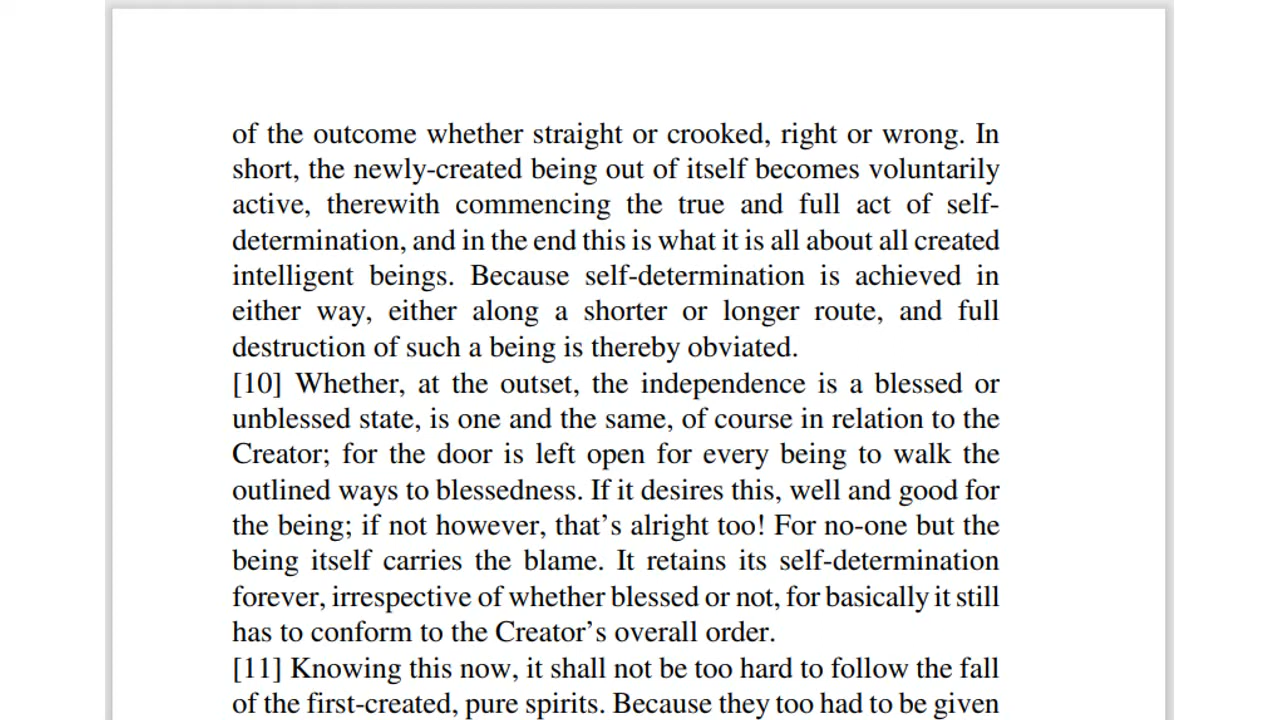 of the outcome whether straight or crooked, right or wrong. In
short, the newly-created being out of itself becomes voluntarily
active, therewith commencing the true and full act of self-
determination, and in the end this is what it is all about all created
intelligent beings. Because self-determination is achieved in
either way, either along a shorter or longer route, and full
destruction of such a being is thereby obviated.
[10] Whether, at the outset, the independence is a blessed or
unblessed state, is one and the same, of course in relation to the
Creator; for the door is left open for every being to walk the
outlined ways to blessedness. If it desires this, well and good for
the being; if not however, that’s alright too! For no-one but the
being itself carries the blame. It retains its self-determination
forever, irrespective of whether blessed or not, for basically it still
has to conform to the Creator’s overall order.
[11] Knowing this now, it shall not be too hard to follow the fall
of the first-created, pure spirits. Because they too had to be given